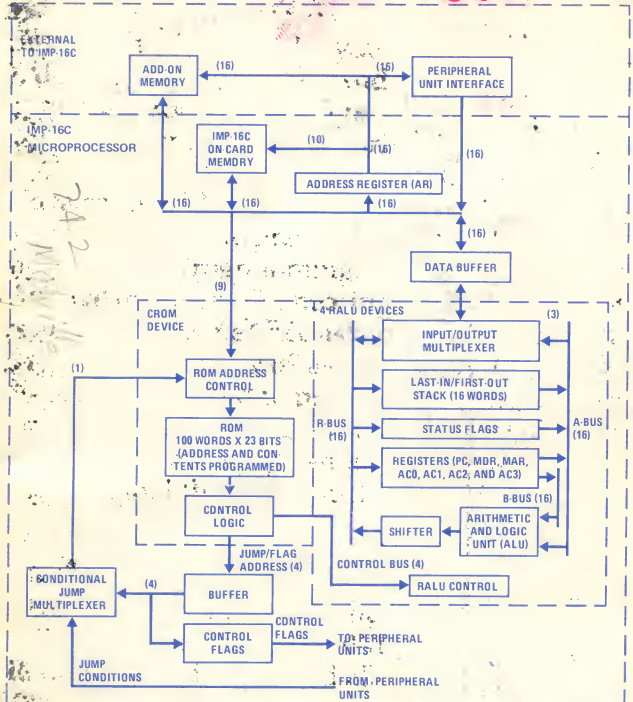 EXTERNAL
TO IMP-16C
ADD-ON
MEMORY
(16)
(16)
PERIPHERAL
UNIT INTERFACE
IMP-16C
MICROPROCESSOR
IMP-16C
ON-CARD
MEMORY
(10)
(16)
(16)
ADDRESS REGISTER (AR)
(16)
(16)
(16)
(16)
DATA BUFFER
(9)
CROM
DEVICE
4 RALU DEVICES
(3)
(1)
ROM ADDRESS
CONTROL
INPUT/OUTPUT
MULTIPLEXER
LAST-IN/FIRST-OUT
STACK (16 WORDS)
ROM
100 WORDS X 23 BITS
(ADDRESS AND CON-
TENTS PROGRAMMED)
R-BUS
(16)
STATUS FLAGS
A-BUS
(16)
REGISTERS (PC, MDR, MAR,
AC0, AC1, AC2, AND AC3)
B-BUS (16)
CONTROL
LOGIC
SHIFTER
ARITHMETIC
AND LOGIC
UNIT (ALU)
JUMP/FLAG
ADDRESS (4)
CONTROL BUS (4)
RALU CONTROL
CONDITIONAL
JUMP
MULTIPLEXER
(4)
BUFFER
CONTROL
FLAGS
CONTROL
FLAGS
TO PERIPHERAL
UNITS
JUMP
CONDITIONS
FROM PERIPHERAL
UNITS
742